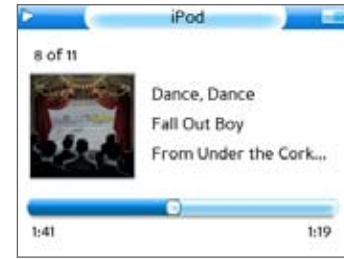 iPod
8 of 11
Dance, Dance
Fall Out Boy
From Under the Cork...
1:41
1:19